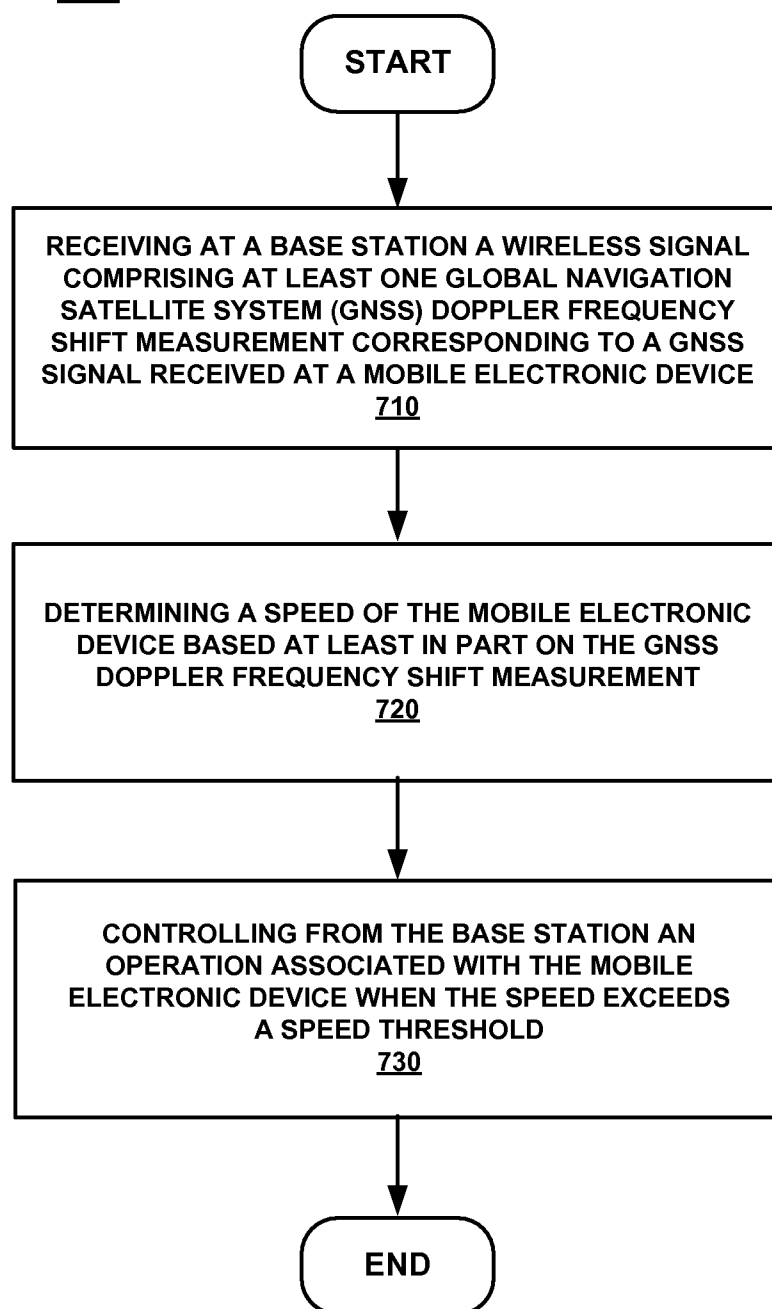 START
RECEIVING AT A BASE STATION A WIRELESS SIGNAL
COMPRISING AT LEAST ONE GLOBAL NAVIGATION
SATELLITE SYSTEM (GNSS) DOPPLER FREQUENCY
SHIFT MEASUREMENT CORRESPONDING TO A GNSS
SIGNAL RECEIVED AT A MOBILE ELECTRONIC DEVICE
710
DETERMINING A SPEED OF THE MOBILE ELECTRONIC
DEVICE BASED AT LEAST IN PART ON THE GNSS
DOPPLER FREQUENCY SHIFT MEASUREMENT
720
CONTROLLING FROM THE BASE STATION AN
OPERATION ASSOCIATED WITH THE MOBILE
ELECTRONIC DEVICE WHEN THE SPEED EXCEEDS
A SPEED THRESHOLD
730
END